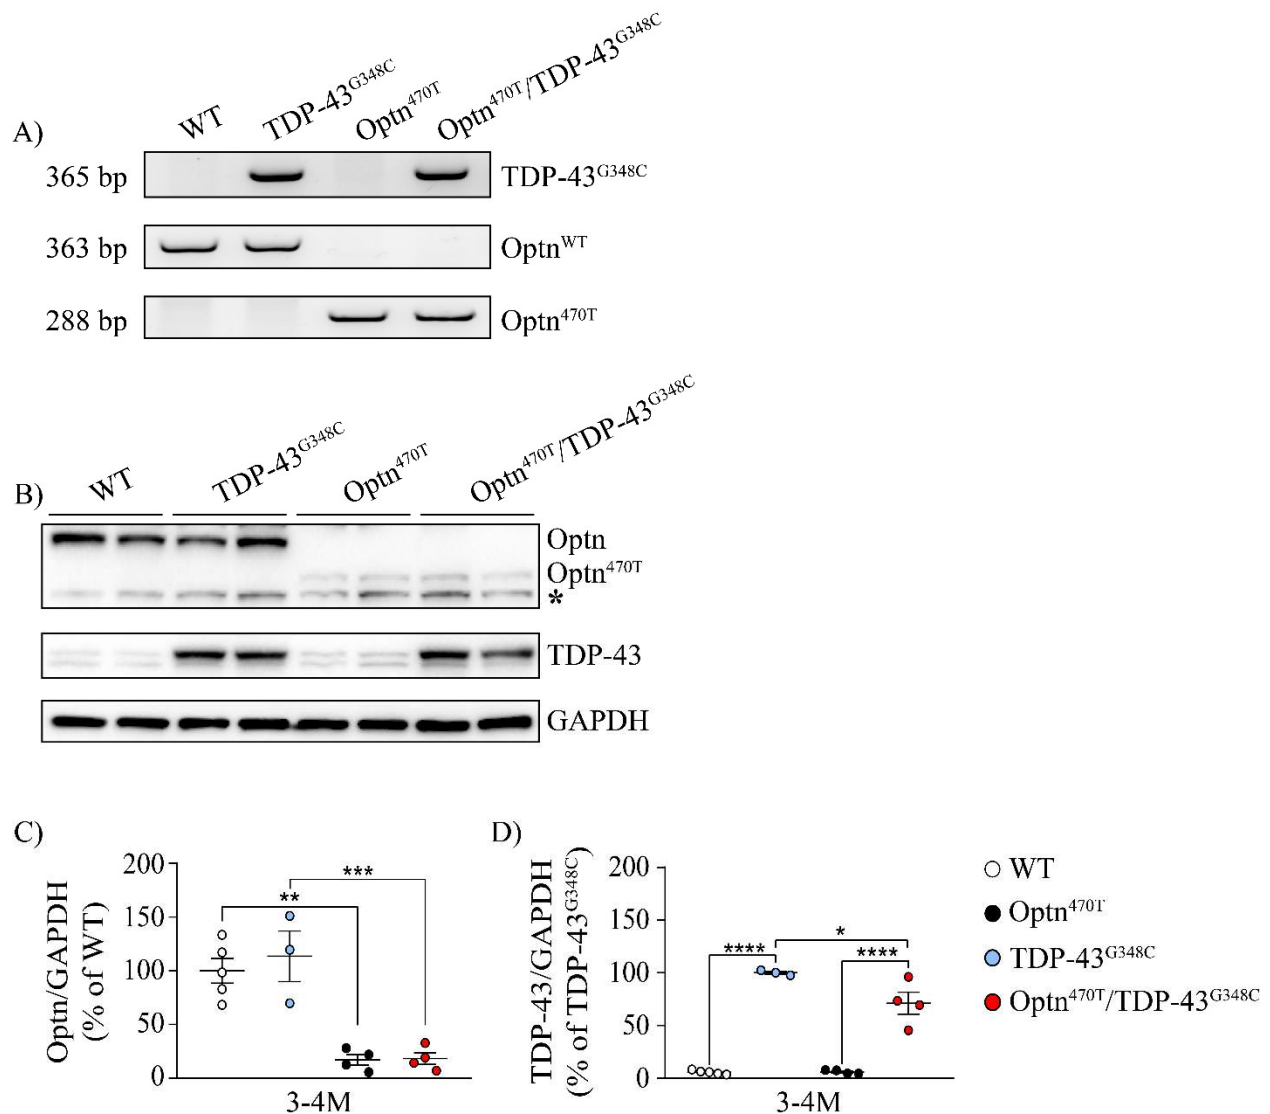 A)
WT
TDP-43G348C
Optn470T
Optn470T/TDP-43G348C
365 bp
TDP-43G348C
363 bp
OptnWT
288 bp
Optn470T
B)
WT
TDP-43G348C
Optn470T
Optn470T/TDP-43G348C
Optn
Optn470T
*
TDP-43
GAPDH
C)
Optn/GAPDH
(% of WT)
200
150
100
50
0
***
**
3-4M
D)
TDP-43/GAPDH
(% of TDP-43G348C)
200
150
100
50
0
*
****
****
3-4M
WT
Optn470T
TDP-43G348C
Optn470T/TDP-43G348C